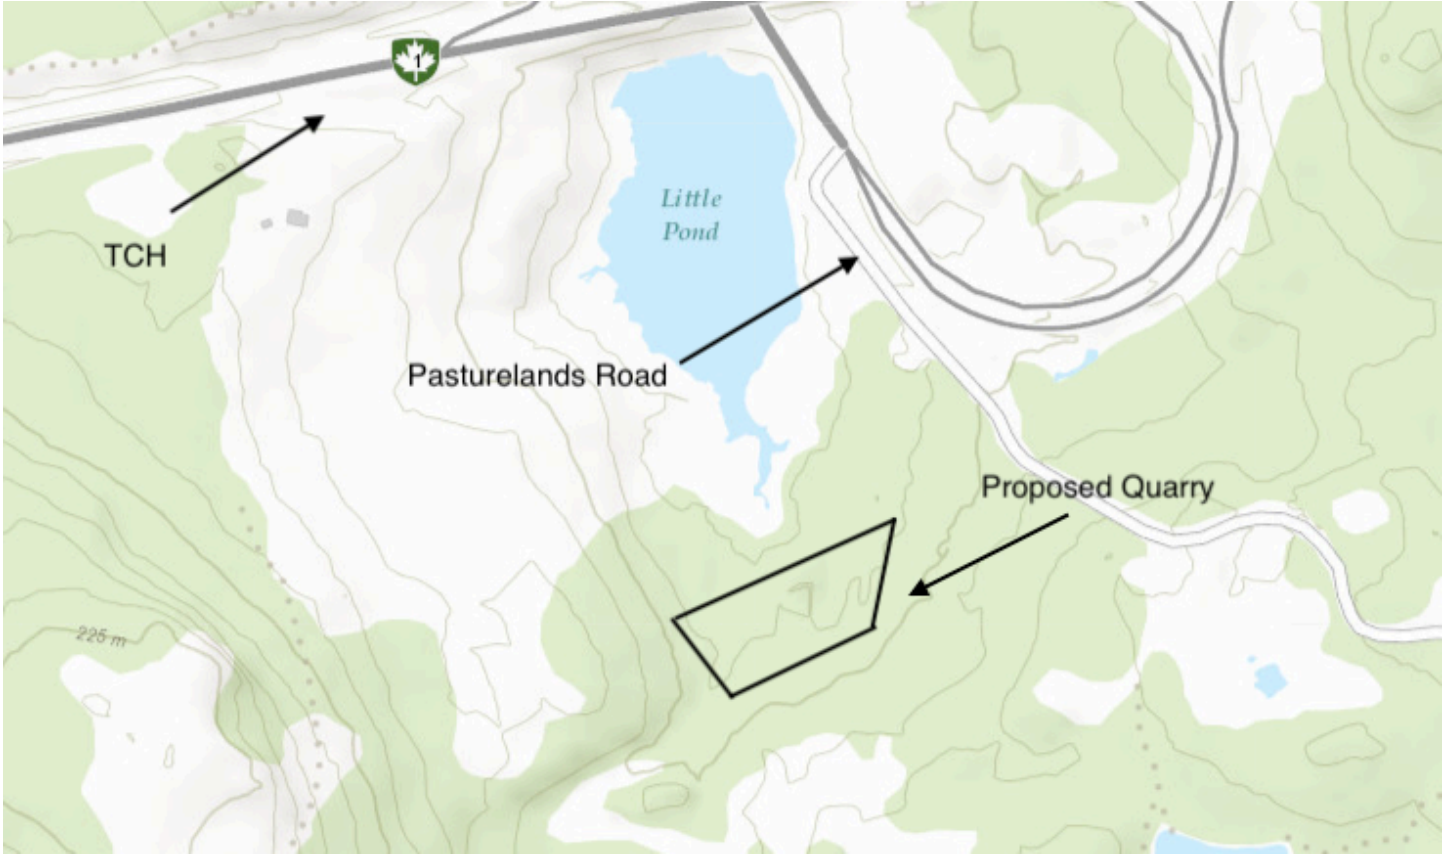 1
Little
Pond
TCH
Pasturelands Road
Proposed Quarry
225 m